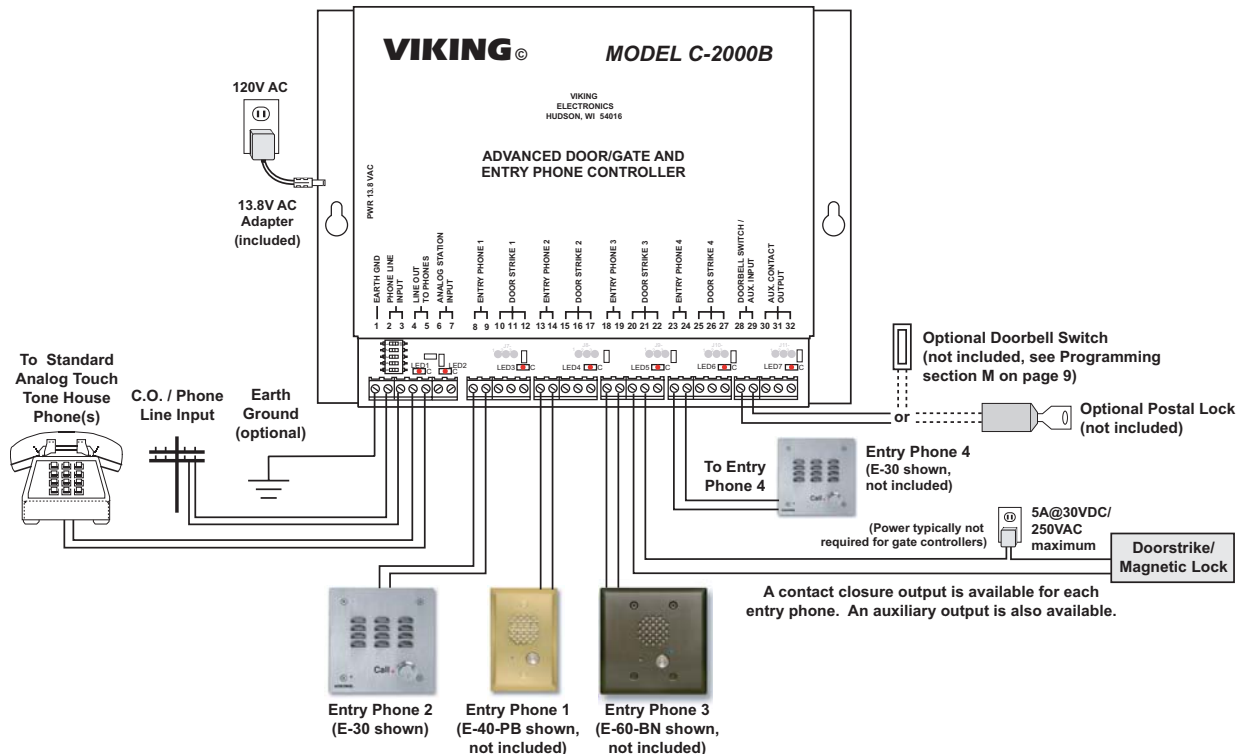 VIKING ©
MODEL C-2000B
VIKING
ELECTRONICS
HUDSON, WI 54016
ADVANCED DOOR/GATE AND
ENTRY PHONE CONTROLLER
120V AC
13.8V AC
Adapter
(included)
PWR 13.8 VAC
EARTH GND
PHONE LINE
INPUT
LINE OUT
TO PHONES
ANALOG STATION
INPUT
ENTRY PHONE 1
DOOR STRIKE 1
ENTRY PHONE 2
DOOR STRIKE 2
ENTRY PHONE 3
DOOR STRIKE 3
ENTRY PHONE 4
DOOR STRIKE 4
DOORBELL SWITCH /
AUX. INPUT
AUX. CONTACT
OUTPUT
1 2 3 4 5 6 7 8 9 10 11 12 13 14 15 16 17 18 19 20 21 22 23 24 25 26 27 28 29 30 31 32
LED1 C LED2 C LED3 C LED4 C LED5 C LED6 C LED7 C
To Standard
Analog Touch
Tone House
Phone(s)
C.O. / Phone
Line Input
Earth
Ground
(optional)
Optional Doorbell Switch
(not included, see Programming
section M on page 9)
or
Optional Postal Lock
(not included)
To Entry
Phone 4
Call
Entry Phone 4
(E-30 shown,
not included)
(Power typically not
required for gate controllers)
5A@30VDC/
250VAC
maximum
Doorstrike/
Magnetic Lock
A contact closure output is available for each
entry phone. An auxiliary output is also available.
Call
VIKING
Entry Phone 2
(E-30 shown)
Entry Phone 1
(E-40-PB shown,
not included)
Entry Phone 3
(E-60-BN shown,
not included)